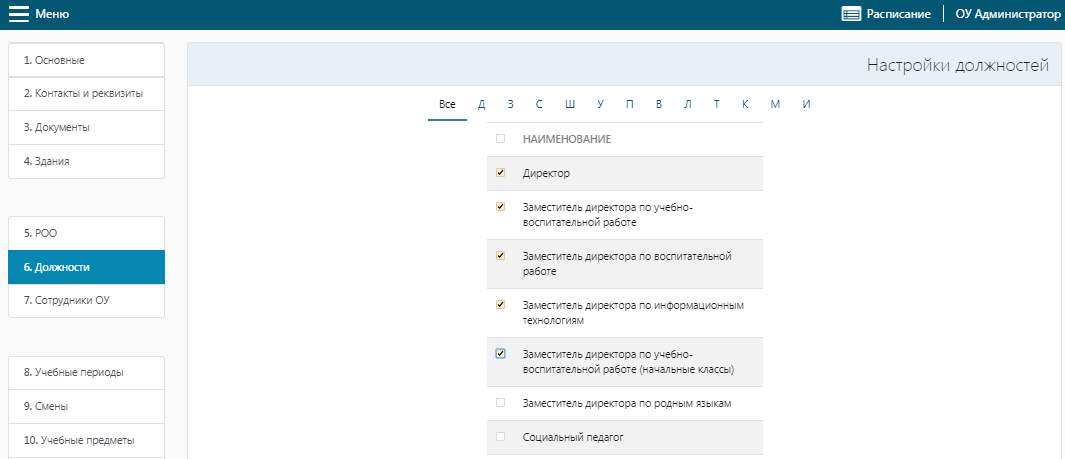 Меню
Расписание
ОУ Администратор
1. Основные
2. Контакты и реквизиты
3. Документы
4. Здания
5. РОО
6. Должности
7. Сотрудники ОУ
8. Учебные периоды
9. Смены
10. Учебные предметы
Настройки должностей
Все Д З С Ш У П В Л Т К М И
НАИМЕНОВАНИЕ
Директор
Заместитель директора по учебно-
воспитательной работе
Заместитель директора по воспитательной
работе
Заместитель директора по информационным
технологиям
Заместитель директора по учебно-
воспитательной работе (начальные классы)
Заместитель директора по родным языкам
Социальный педагог